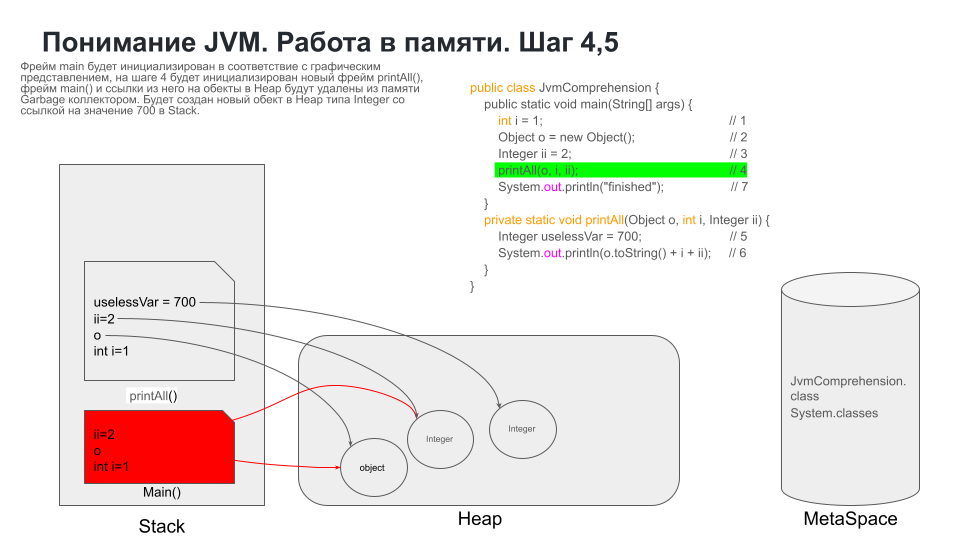 Понимание JVM. Работа в памяти. Шаг 4,5
Фрейм main будет инициализирован в соответствие с графическим
представлением, на шаге 4 будет инициализирован новый фрейм printAll(),
фрейм main() и ссылки из него на обекты в Heap будут удалены из памяти
Garbage коллектором. Будет создан новый обект в Heap типа Integer со
ссылкой на значение 700 в Stack.
public class JvmComprehension {
public static void main(String[] args) {
int i = 1; // 1
Object o = new Object(); // 2
Integer ii = 2; // 3
printAll(o, i, ii); // 4
System.out.println("finished"); // 7
}
private static void printAll(Object o, int i, Integer ii) {
Integer uselessVar = 700; // 5
System.out.println(o.toString() + i + ii); // 6
}
}
uselessVar = 700
ii=2
o
int i=1
printAll()
ii=2
o
int i=1
Main()
Stack
object
Integer
Integer
Heap
JvmComprehension.
class
System.classes
MetaSpace